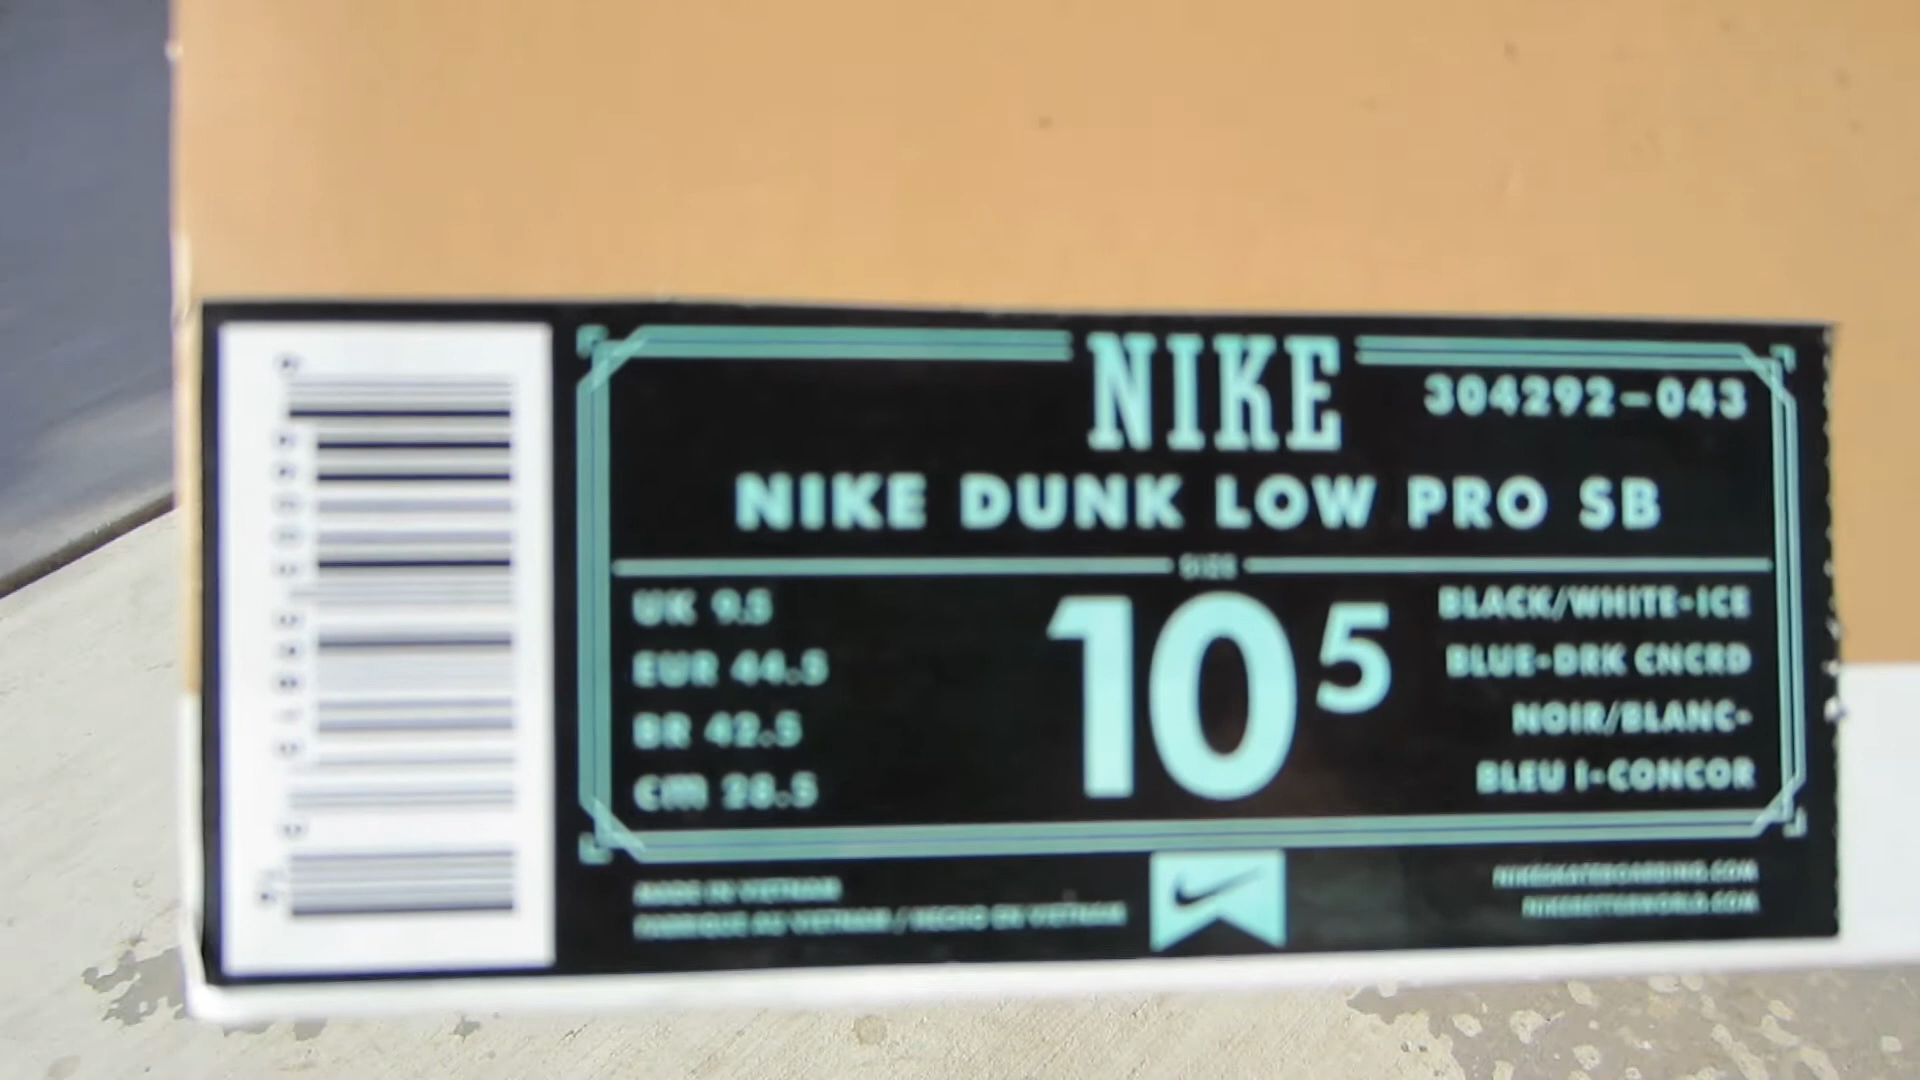 NIKE
304292-043
NIKE DUNK LOW PRO SB
SIZE
UK 9.5
EUR 44.5
BR 42.5
CM 28.5
10 5
BLACK/WHITE-ICE
BLUE-DRK CNCRD
NOIR/BLANC-
BLEU I-CONCOR
MADE IN VIETNAM
FABRIQUE AU VIETNAM / HECHO EN VIETNAM
NIKESKATEBOARDING.COM
NIKEBETTERWORLD.COM